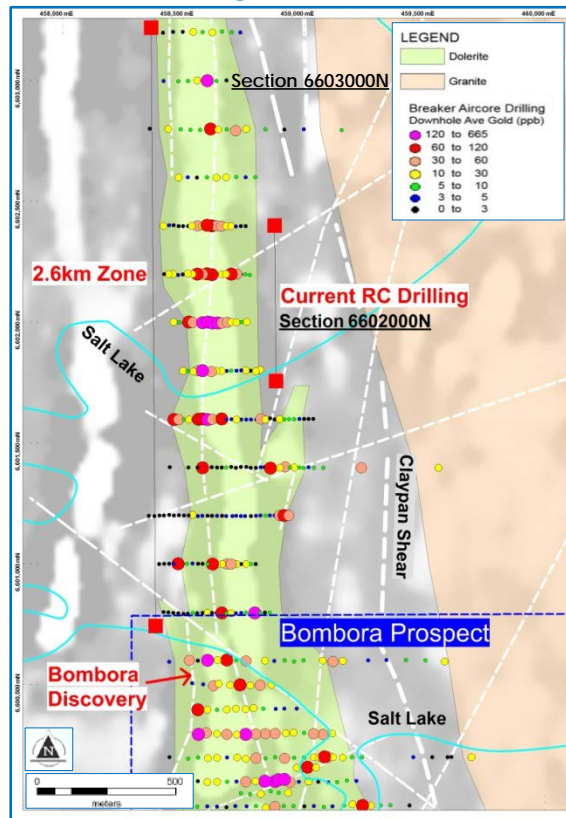 458,000 mE
458,500 mE
459,000 mE
459,500 mE
460,000 mE
LEGEND
Dolerite
Granite
Breaker Aircore Drilling
Downhole Ave Gold (ppb)
120 to 665
60 to 120
30 to 60
10 to 30
5 to 10
3 to 5
0 to 3
6,603,000 mN
Section 6603000N
6,602,500 mN
2.6km Zone
Current RC Drilling
Section 6602000N
6,602,000 mN
Salt Lake
6,601,500 mN
Claypan Shear
6,601,000 mN
Bombora Prospect
Bombora
Discovery
6,600,500 mN
Salt Lake
N
0
500
meters